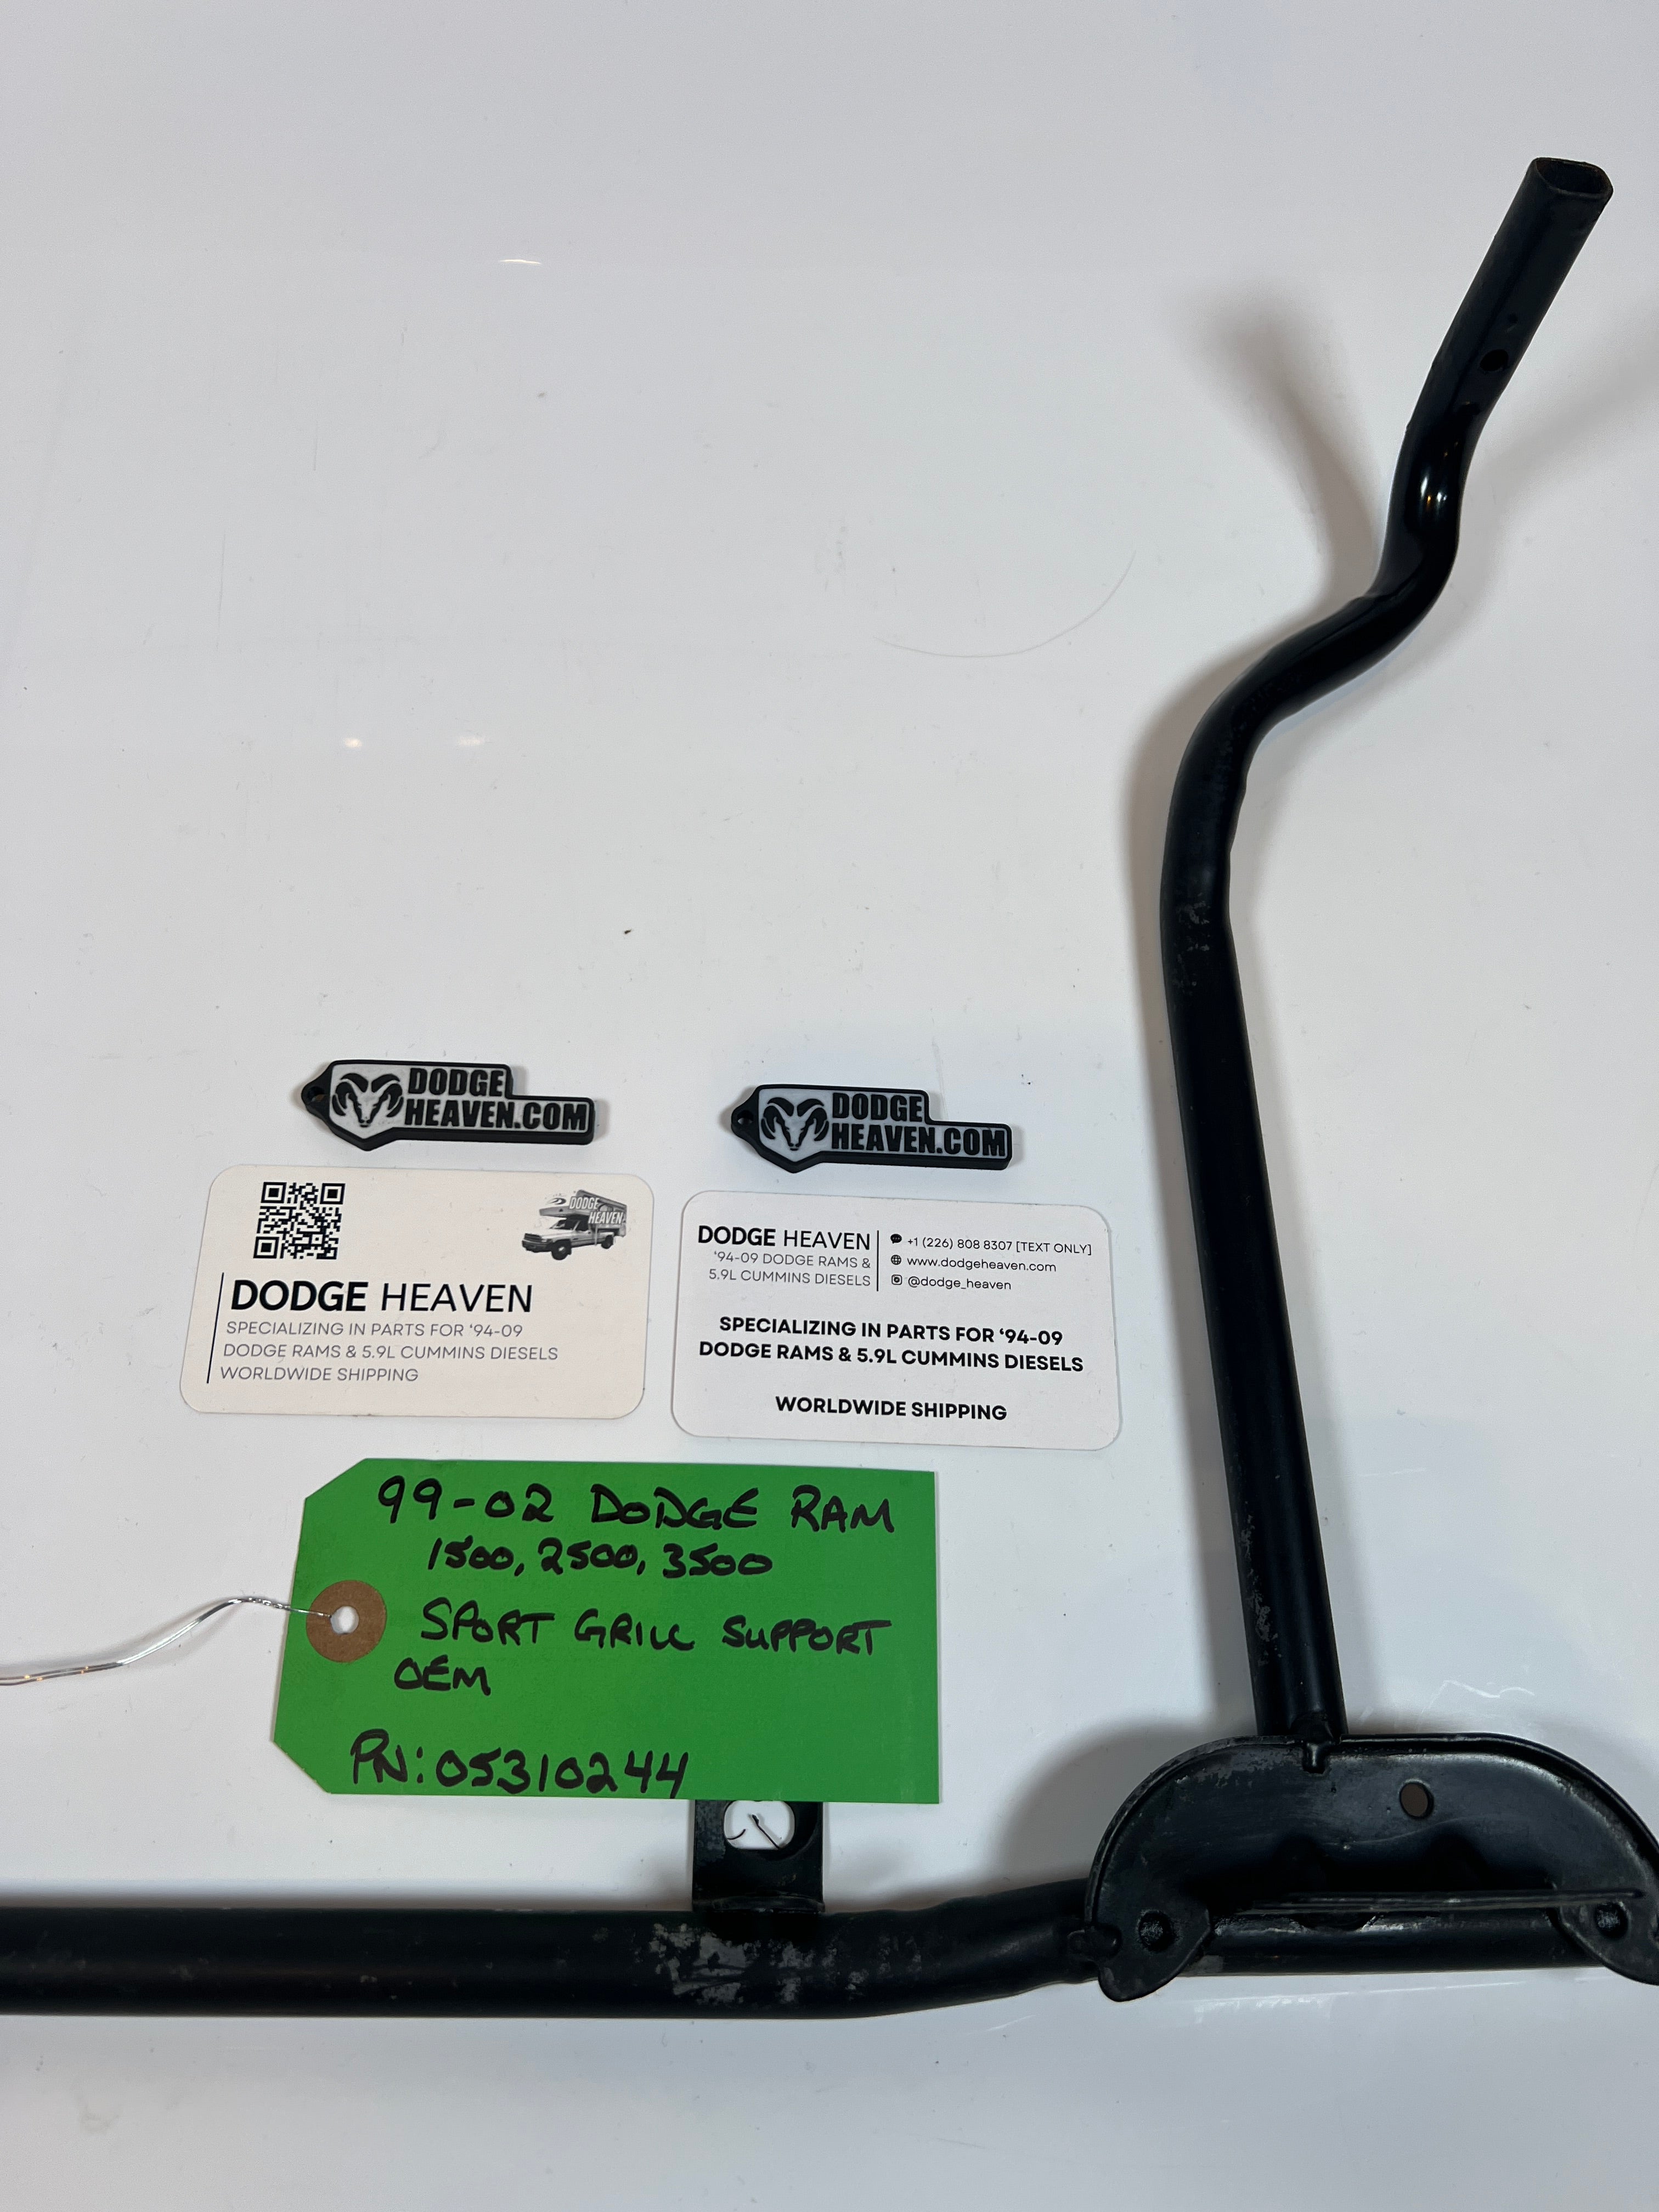 DODGE
HEAVEN.COM
DODGE
HEAVEN.COM
DODGE
HEAVEN
DODGE HEAVEN
SPECIALIZING IN PARTS FOR '94-09
DODGE RAMS & 5.9L CUMMINS DIESELS
WORLDWIDE SHIPPING
DODGE HEAVEN
'94-09 DODGE RAMS &
5.9L CUMMINS DIESELS
+1 (226) 808 8307 [TEXT ONLY]
www.dodgeheaven.com
@dodge_heaven
SPECIALIZING IN PARTS FOR '94-09
DODGE RAMS & 5.9L CUMMINS DIESELS
WORLDWIDE SHIPPING
99-02 DODGE RAM
1500, 2500, 3500
SPORT GRILL SUPPORT
OEM
PN: 05310244